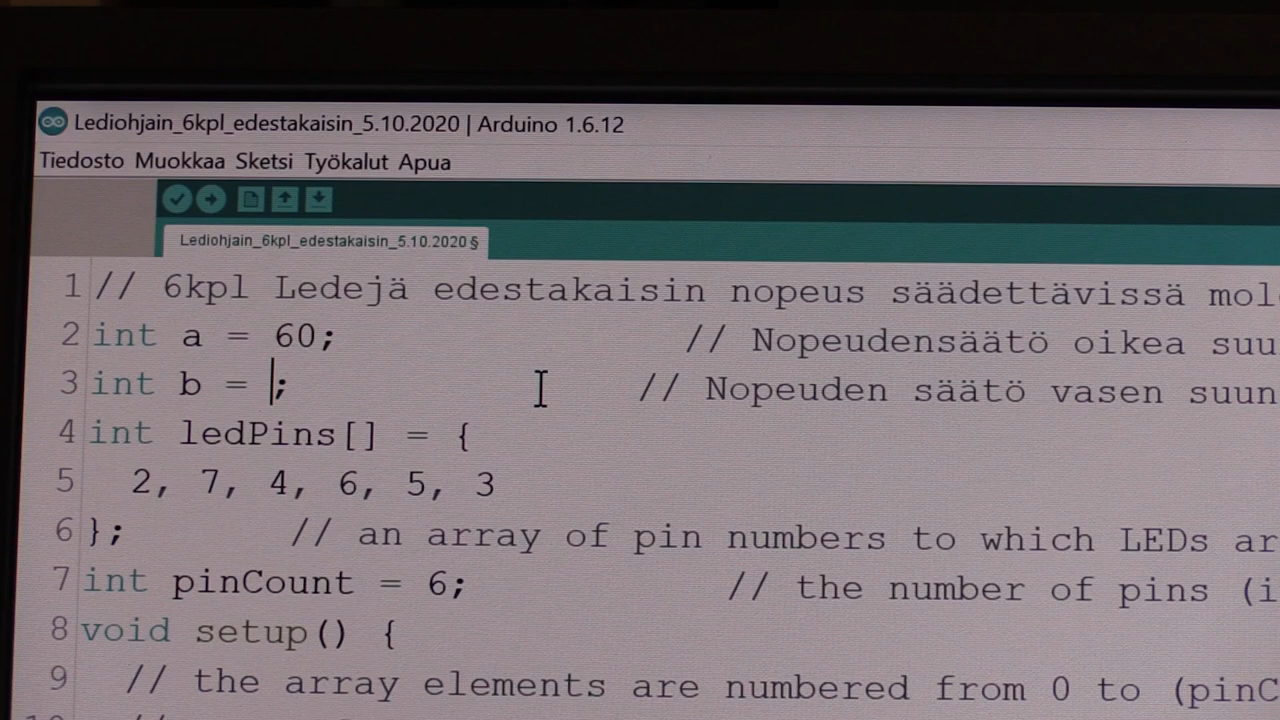 Lediohjain_6kpl_edestakaisin_5.10.2020 | Arduino 1.6.12
Tiedosto Muokkaa Sketsi Työkalut Apua
Lediohjain_6kpl_edestakaisin_5.10.2020 §
1 // 6kpl Ledejä edestakaisin nopeus säädettävissä mol
2 int a = 60; // Nopeudensäätö oikea suu
3 int b = ; // Nopeuden säätö vasen suun
4 int ledPins[] = {
5 2, 7, 4, 6, 5, 3
6 }; // an array of pin numbers to which LEDs ar
7 int pinCount = 6; // the number of pins (i
8 void setup() {
9 // the array elements are numbered from 0 to (pinC